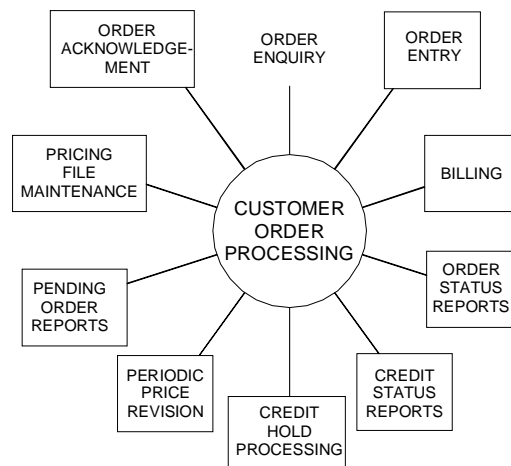 ORDER
ACKNOWLEDGE-
MENT
ORDER
ENQUIRY
ORDER
ENTRY
PRICING
FILE
MAINTENANCE
BILLING
CUSTOMER
ORDER
PROCESSING
PENDING
ORDER
REPORTS
ORDER
STATUS
REPORTS
PERIODIC
PRICE
REVISION
CREDIT
HOLD
PROCESSING
CREDIT
STATUS
REPORTS